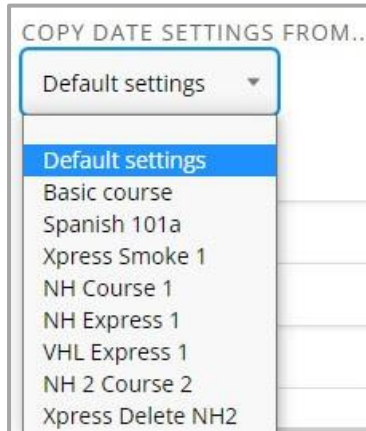 COPY DATE SETTINGS FROM..
Default settings
Default settings
Basic course
Spanish 101a
Xpress Smoke 1
NH Course 1
NH Express 1
VHL Express 1
NH 2 Course 2
Xpress Delete NH2